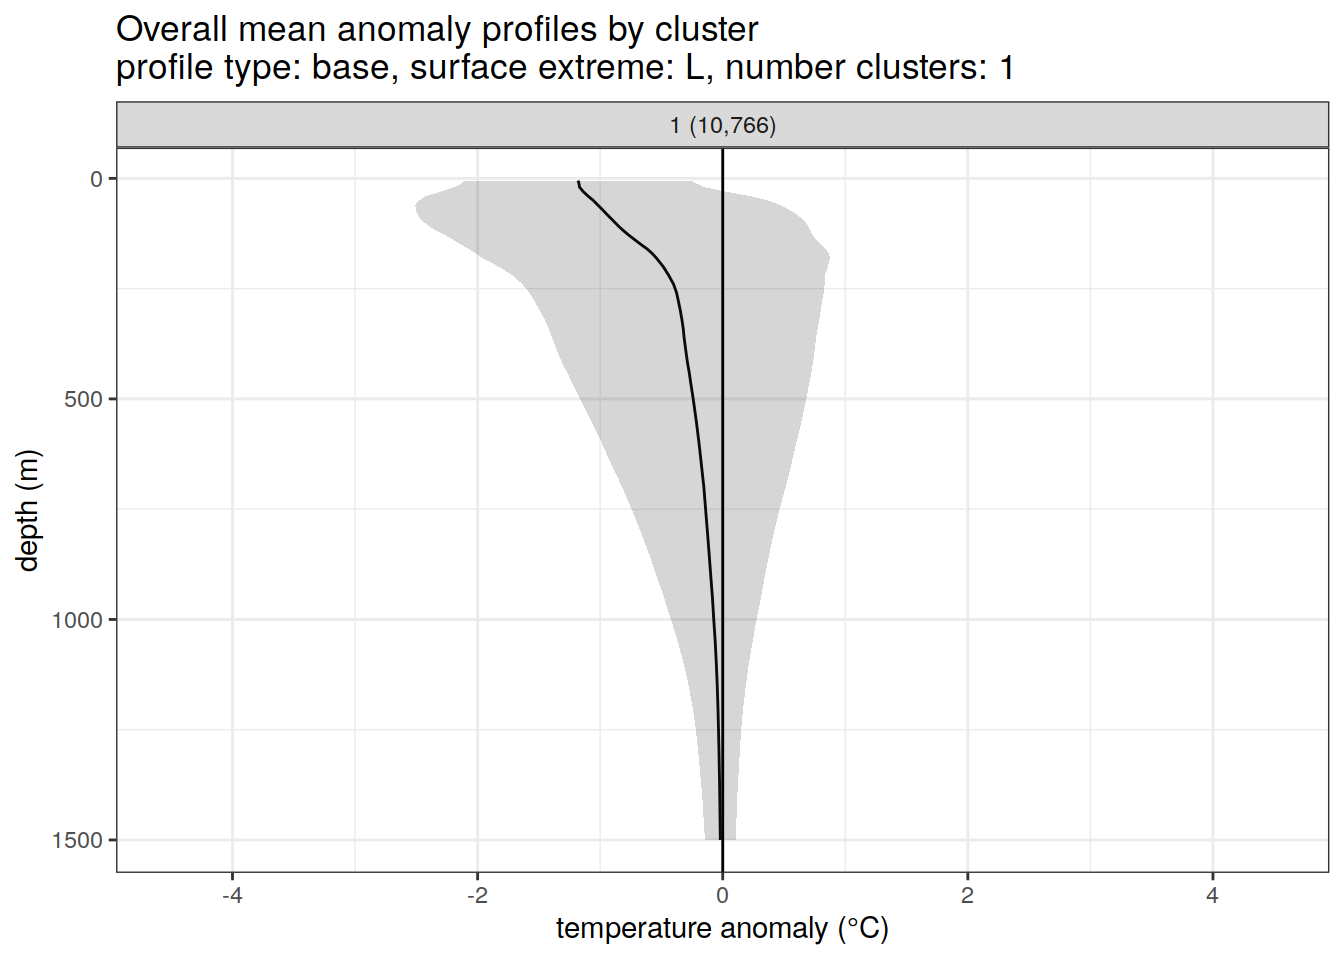 Overall mean anomaly profiles by cluster
profile type: base, surface extreme: L, number clusters: 1
1 (10,766)
0
500
1000
1500
depth (m)
-4
-2
0
2
4
temperature anomaly (°C)